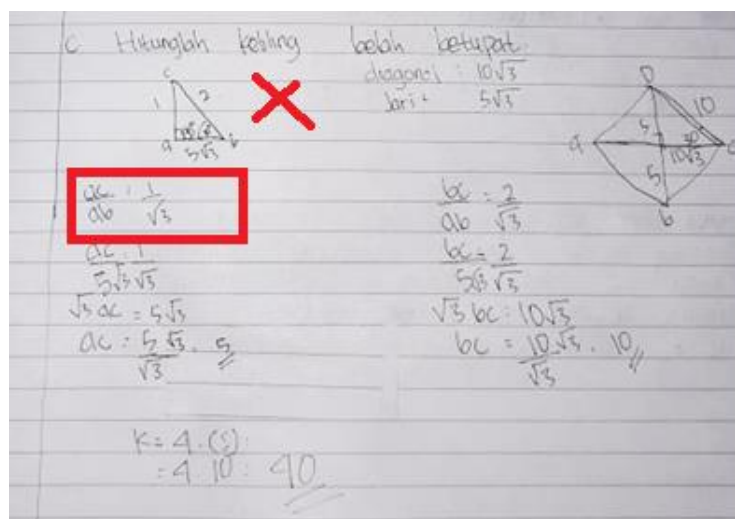 C Hitunglah keliling belah ketupat.
diagonal : 10√3
Jari : 5√3
c
1 2
a 5√3 b
D
10
a 5 30 c
10√3
5
b
ac/ab = 1/√3
ac/5√3 = 1/√3
√3 ac = 5√3
ac = 5√3/√3 = 5
bc/ab = 2/√3
bc/5√3 = 2/√3
√3 bc = 10√3
bc = 10√3/√3 = 10
K = 4 . (S)
= 4 . 10 = 40